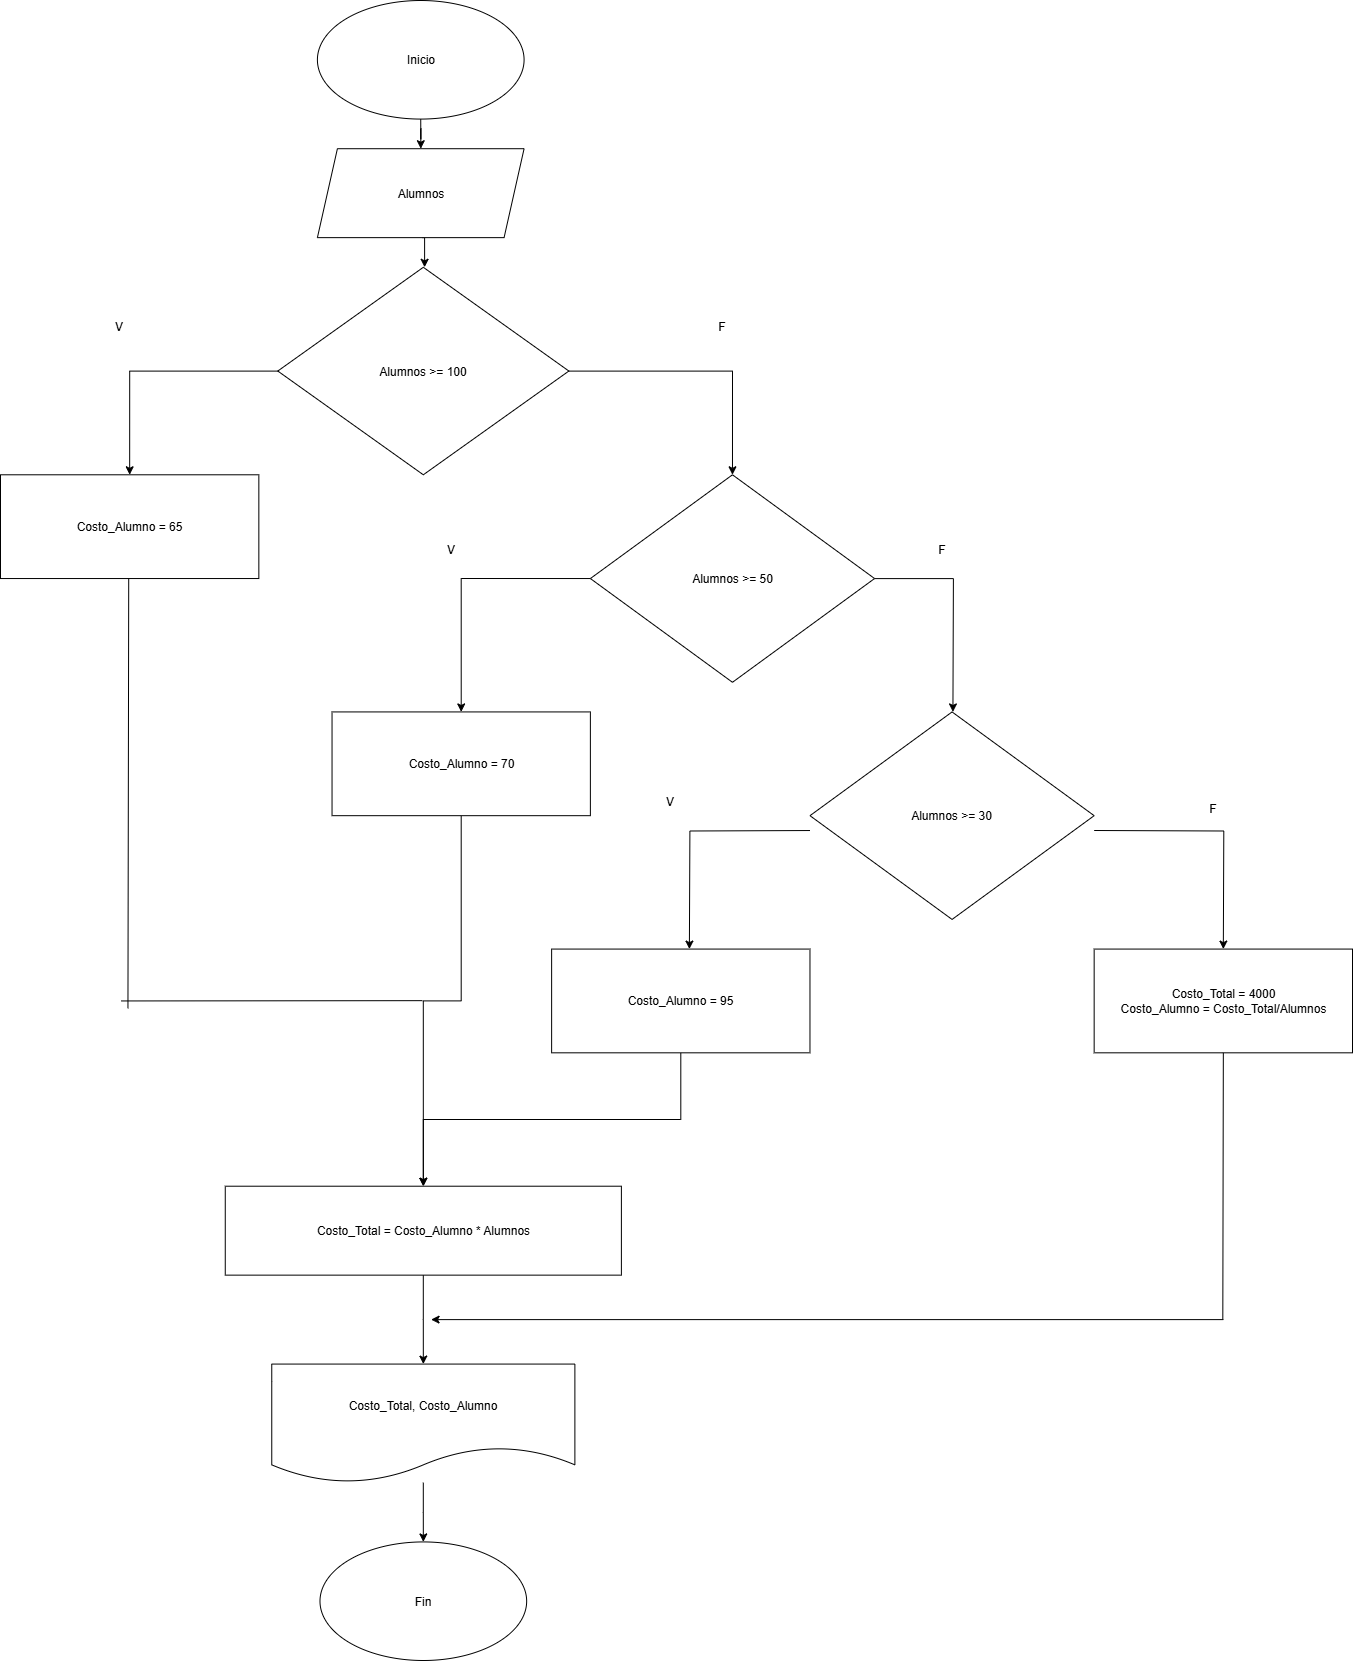 Inicio
Alumnos
V
F
Alumnos >= 100
Costo_Alumno = 65
V
F
Alumnos >= 50
Costo_Alumno = 70
V
F
Alumnos >= 30
Costo_Alumno = 95
Costo_Total = 4000
Costo_Alumno = Costo_Total/Alumnos
Costo_Total = Costo_Alumno * Alumnos
Costo_Total, Costo_Alumno
Fin